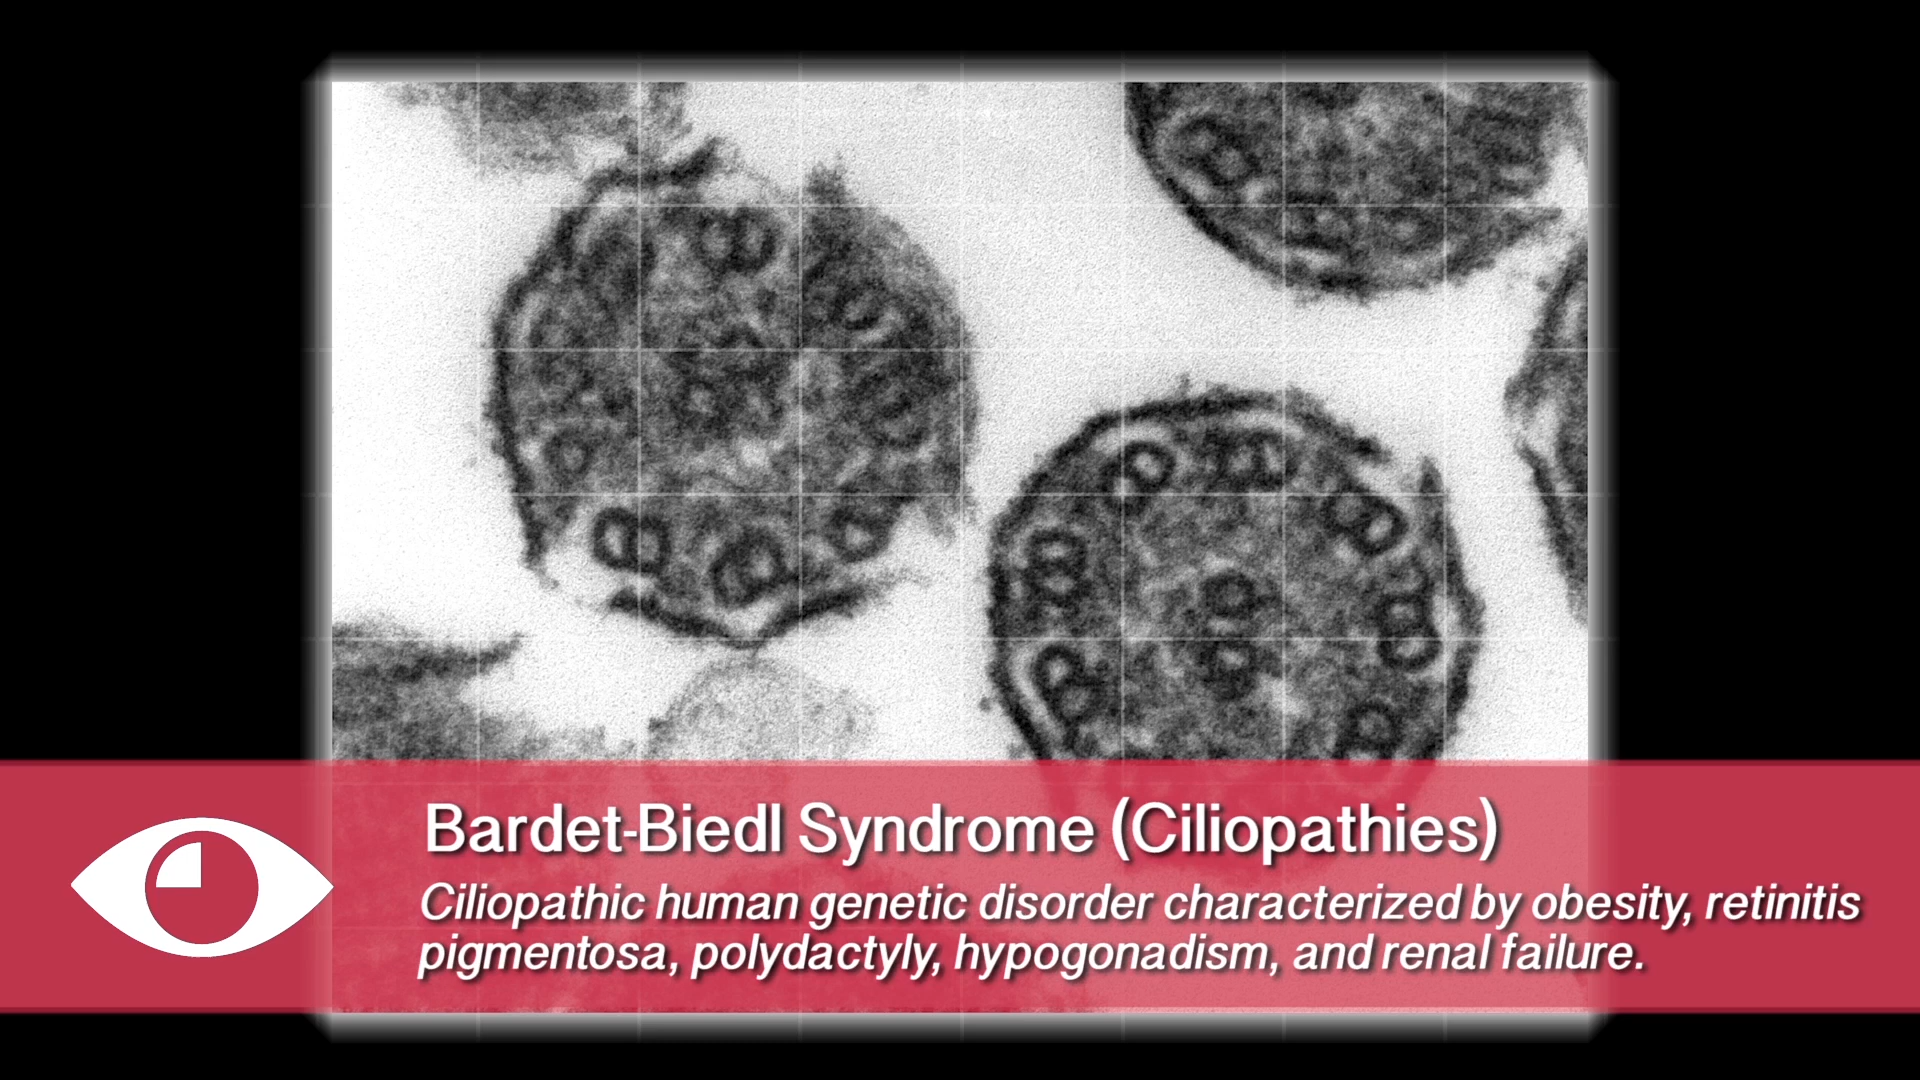 Bardet-Biedl Syndrome (Ciliopathies)
Ciliopathic human genetic disorder characterized by obesity, retinitis
pigmentosa, polydactyly, hypogonadism, and renal failure.